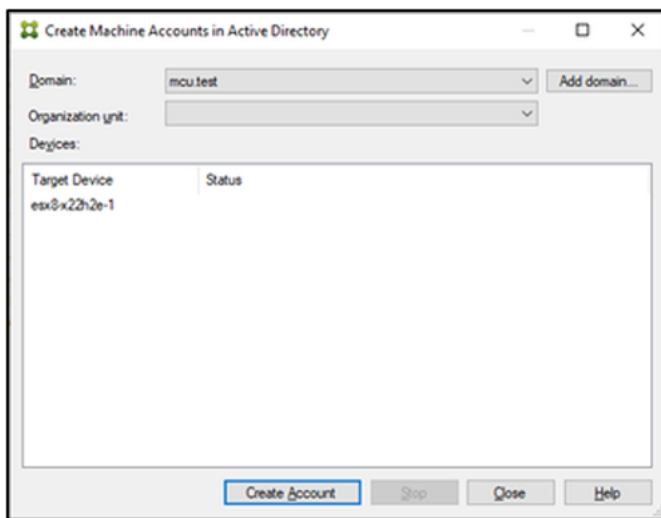 Create Machine Accounts in Active Directory
Domain: mcu.test Add domain...
Organization unit:
Devices:
Target Device Status
esx8-x22h2e-1
Create Account Stop Close Help